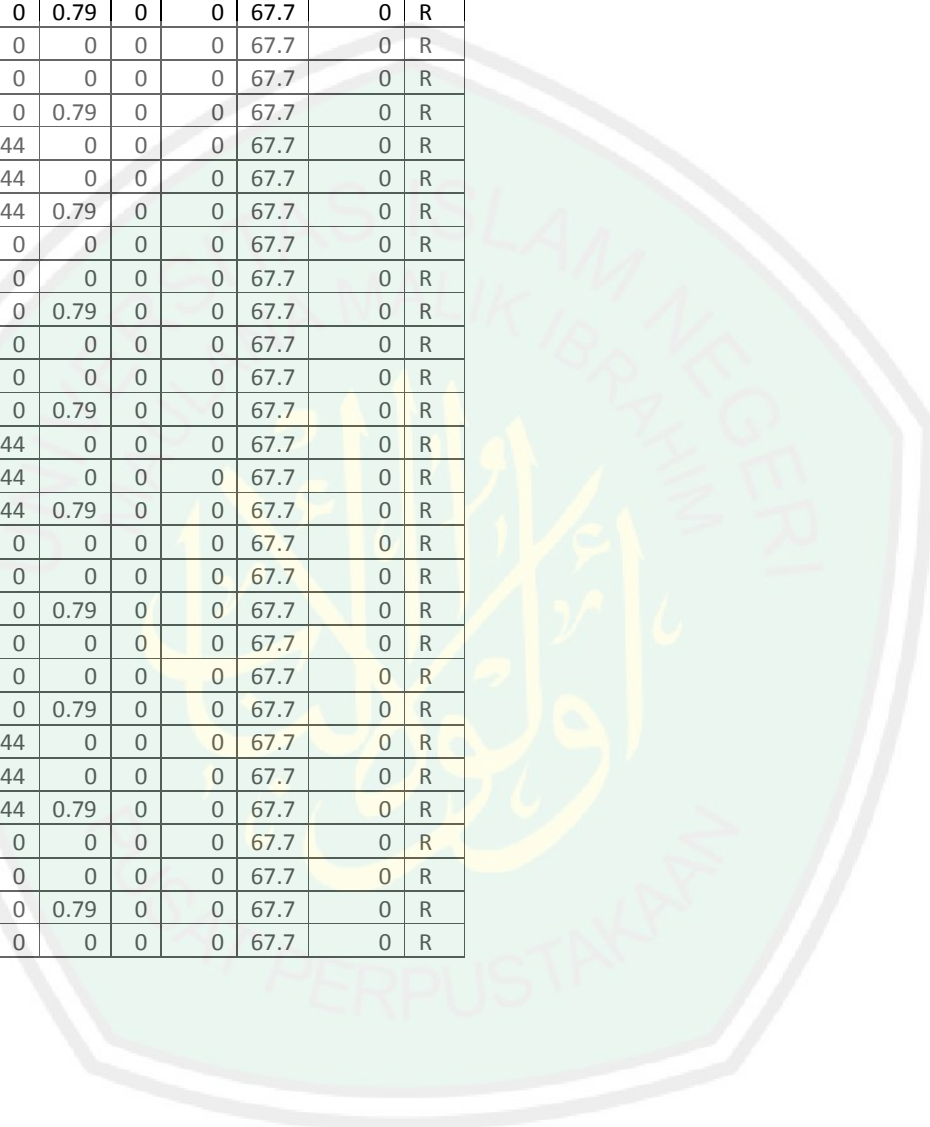 0 0.79 0 0 67.7 0 R
0 0 0 0 67.7 0 R
0 0 0 0 67.7 0 R
0 0.79 0 0 67.7 0 R
44 0 0 0 67.7 0 R
44 0 0 0 67.7 0 R
44 0.79 0 0 67.7 0 R
0 0 0 0 67.7 0 R
0 0 0 0 67.7 0 R
0 0.79 0 0 67.7 0 R
0 0 0 0 67.7 0 R
0 0 0 0 67.7 0 R
0 0.79 0 0 67.7 0 R
44 0 0 0 67.7 0 R
44 0 0 0 67.7 0 R
44 0.79 0 0 67.7 0 R
0 0 0 0 67.7 0 R
0 0 0 0 67.7 0 R
0 0.79 0 0 67.7 0 R
0 0 0 0 67.7 0 R
0 0 0 0 67.7 0 R
0 0.79 0 0 67.7 0 R
44 0 0 0 67.7 0 R
44 0 0 0 67.7 0 R
44 0.79 0 0 67.7 0 R
0 0 0 0 67.7 0 R
0 0 0 0 67.7 0 R
0 0.79 0 0 67.7 0 R
0 0 0 0 67.7 0 R
UNIVERSITAS ISLAM NEGERI
MAULANA MALIK IBRAHIM
أولوا الألباب
PUSAT PERPUSTAKAAN